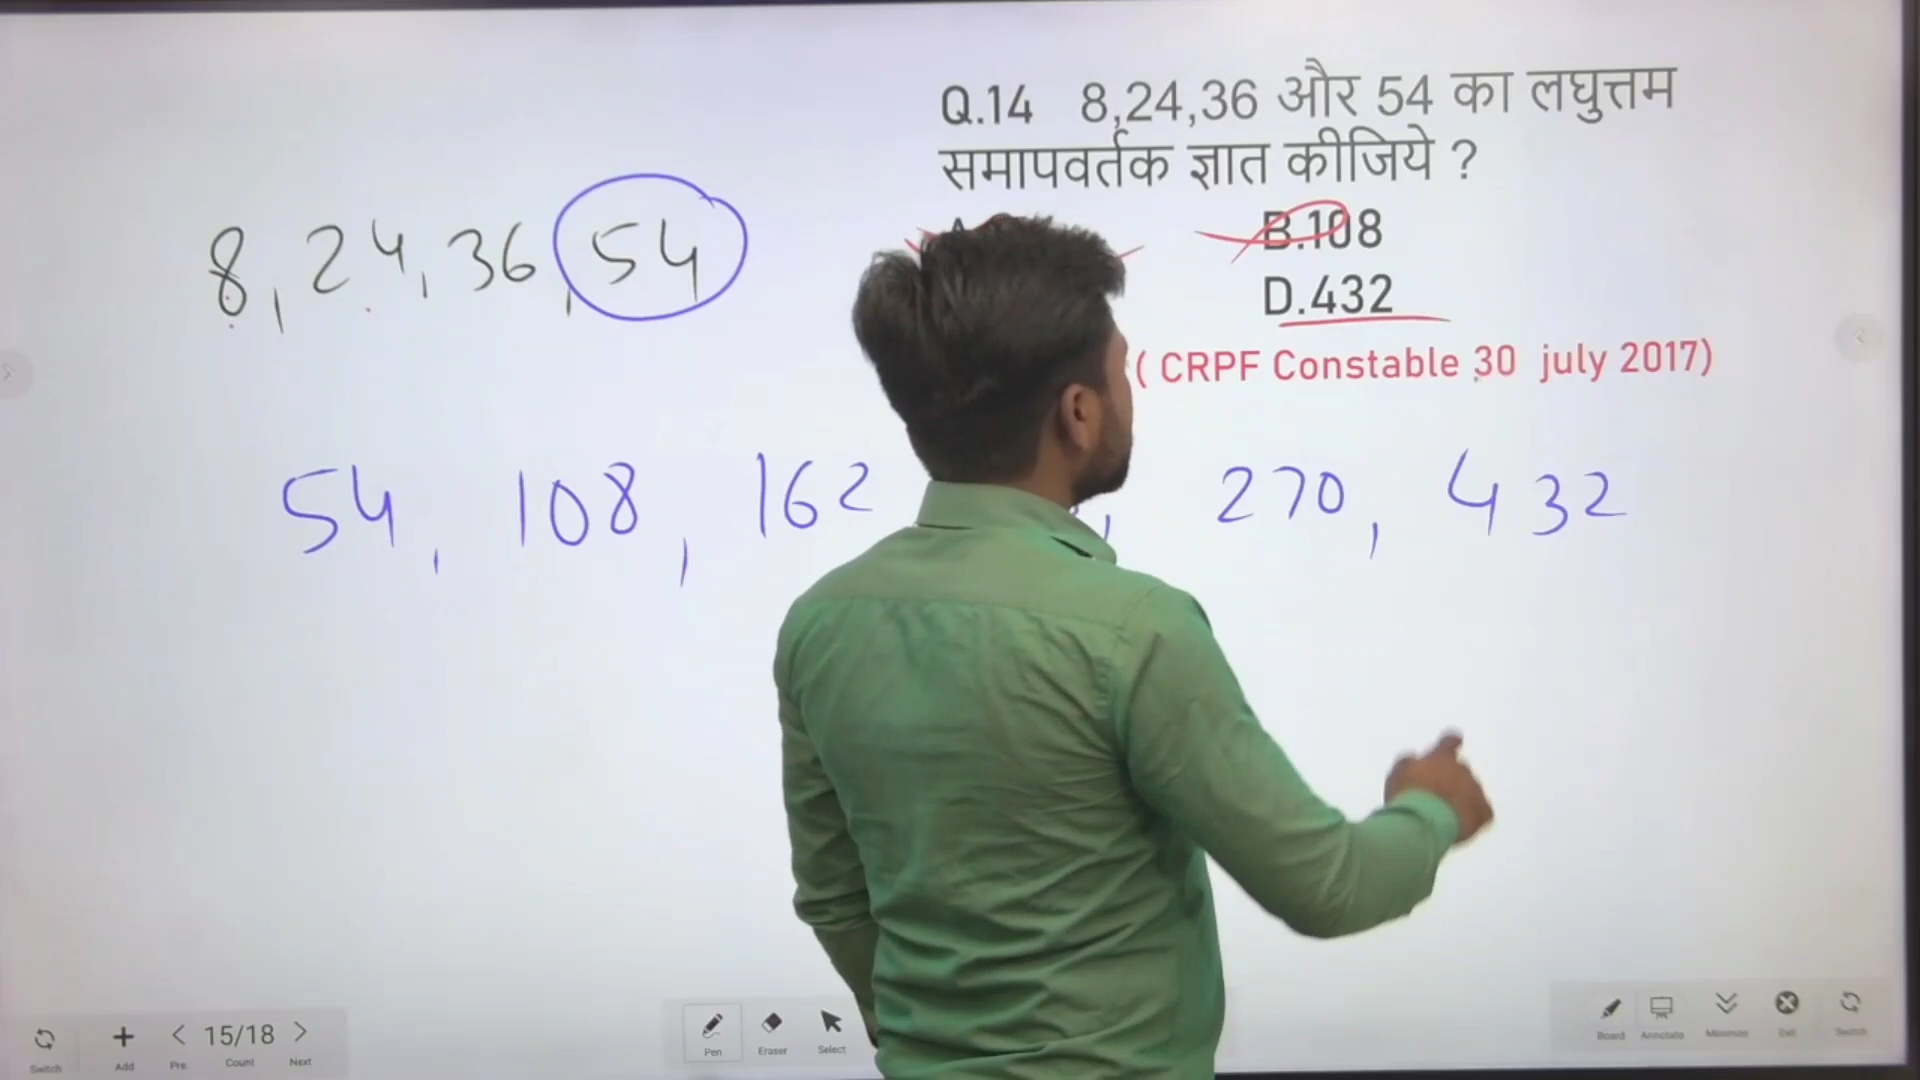 Q.14 8,24,36 और 54 का लघुत्तम
समापवर्तक ज्ञात कीजिये ?
B.108
D.432
( CRPF Constable 30 july 2017)
8, 24, 36, 54
54, 108, 162 , 270, 432
15/18
Switch Add Pre Count Next
Pen Eraser Select
Board Annotate Minimize Exit Switch